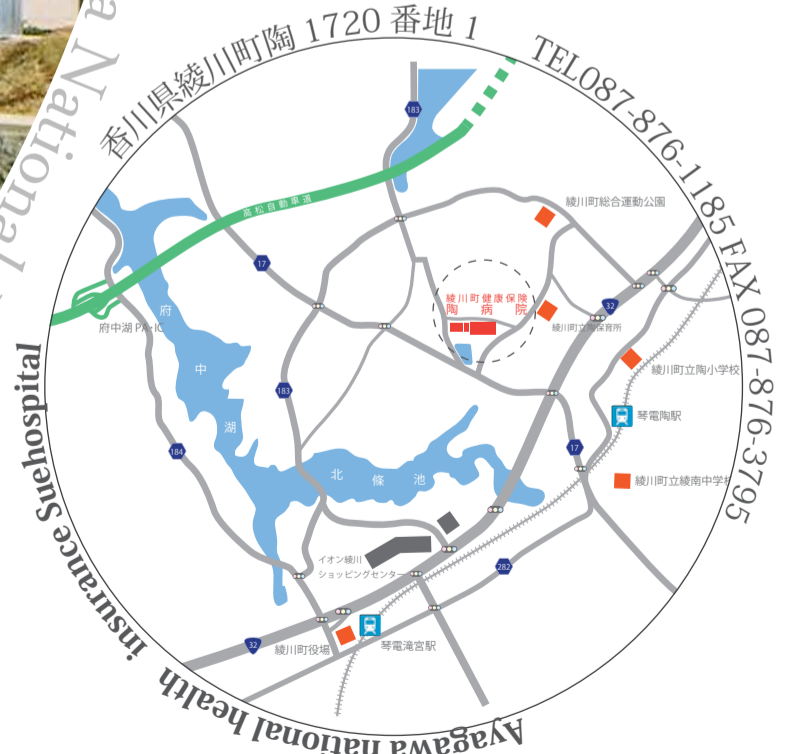 香川県綾川町陶 1720 番地 1
TEL087-876-1185 FAX 087-876-3795
a National
183
高松自動車道
綾川町総合運動公園
17
綾川町健康保険
陶 病 院
32
府中湖 PA・IC
綾川町立陶保育所
府
中
湖
綾川町立陶小学校
183
琴電陶駅
184
17
北 條 池
綾川町立綾南中学校
イオン綾川
ショッピングセンター
282
32
綾川町役場
琴電滝宮駅
Ayagawa national health insurance Suehospital